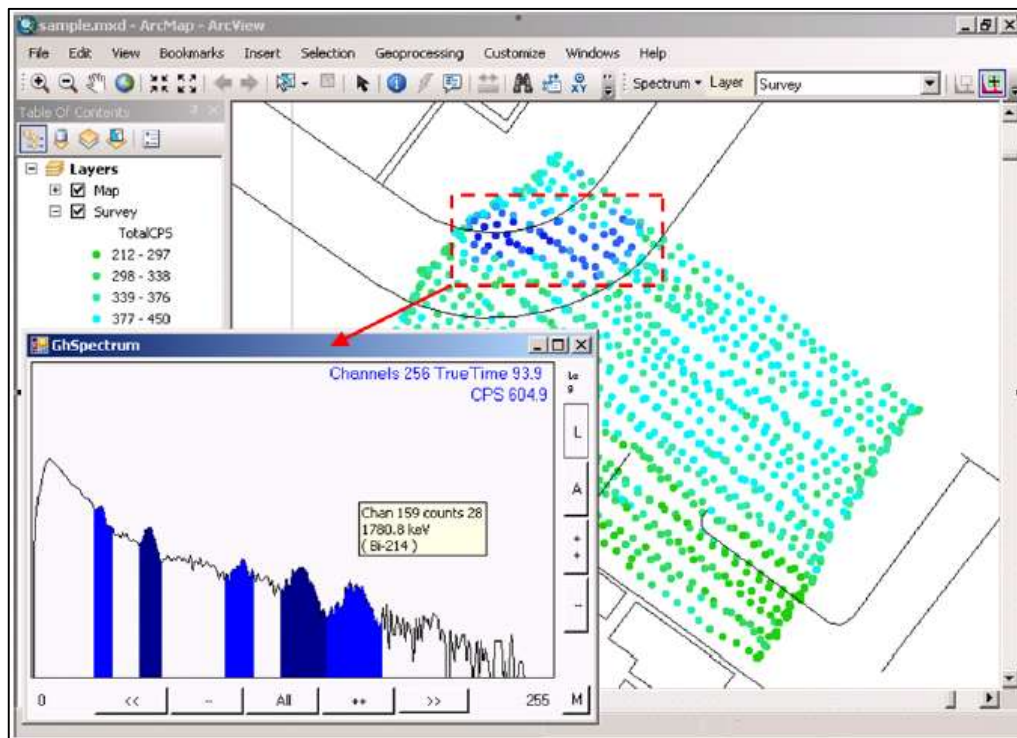 sample.mxd - ArcMap - ArcView
File Edit View Bookmarks Insert Selection Geoprocessing Customize Windows Help
Spectrum Layer Survey
Table Of Contents
Layers
Map
Survey
TotalCPS
212 - 297
298 - 338
339 - 376
377 - 450
GhSpectrum
Channels 256 TrueTime 93.9
CPS 604.9
Lo
g
L
A
Chan 159 counts 28
1780.8 keV
( Bi-214 )
+
+
--
0 << -- All ++ >> 255 M